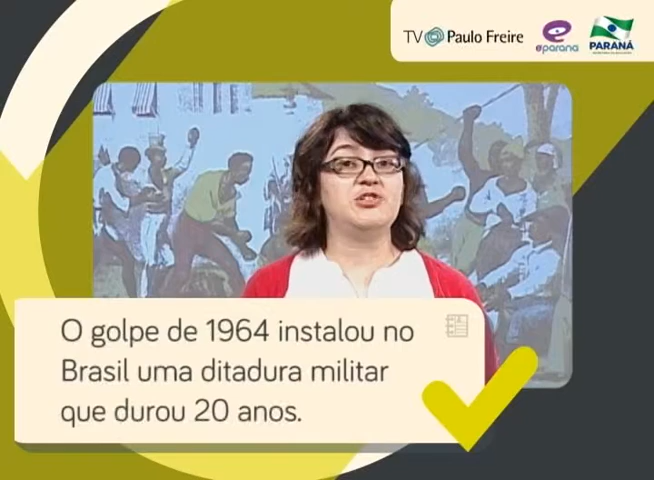 TV Paulo Freire
eparaná
PARANÁ
O golpe de 1964 instalou no
Brasil uma ditadura militar
que durou 20 anos.